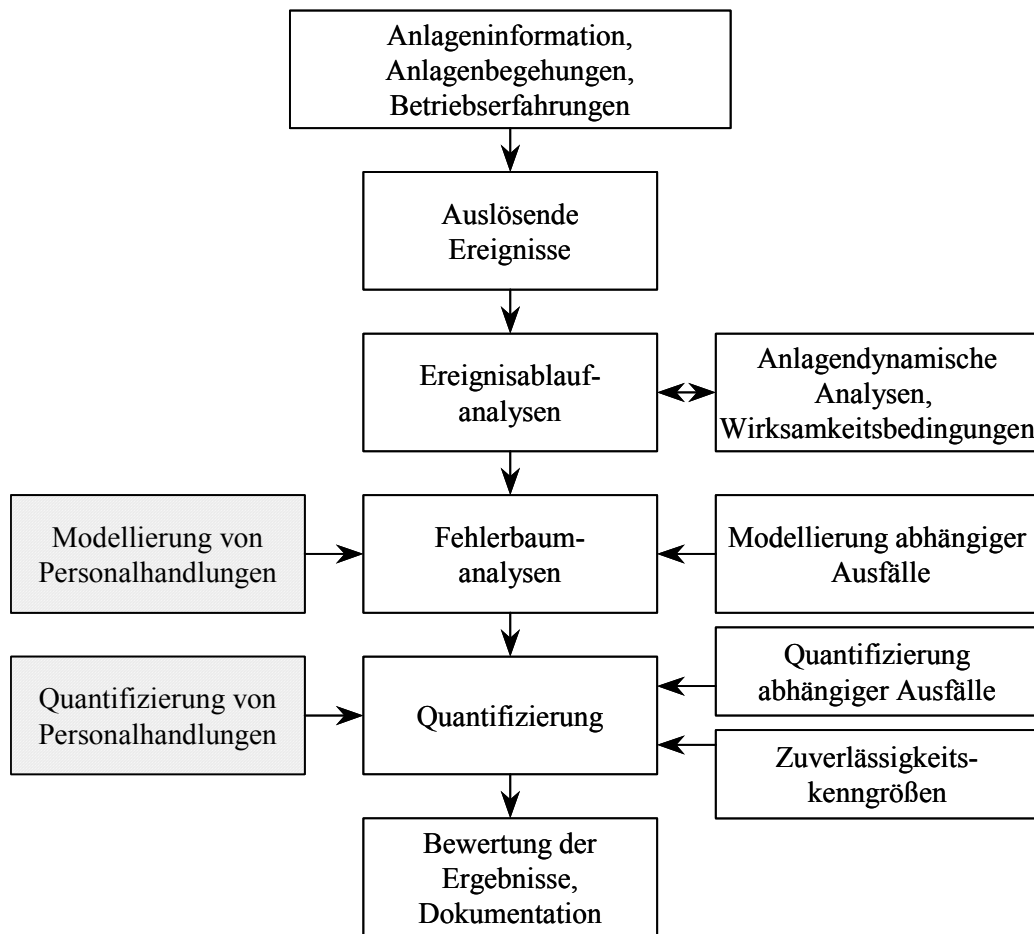 Anlageninformation,
Anlagenbegehungen,
Betriebserfahrungen
Auslösende
Ereignisse
Ereignisablauf-
analysen
Anlagendynamische
Analysen,
Wirksamkeitsbedingungen
Modellierung von
Personalhandlungen
Fehlerbaum-
analysen
Modellierung abhängiger
Ausfälle
Quantifizierung von
Personalhandlungen
Quantifizierung
Quantifizierung
abhängiger Ausfälle
Zuverlässigkeits-
kenngrößen
Bewertung der
Ergebnisse,
Dokumentation